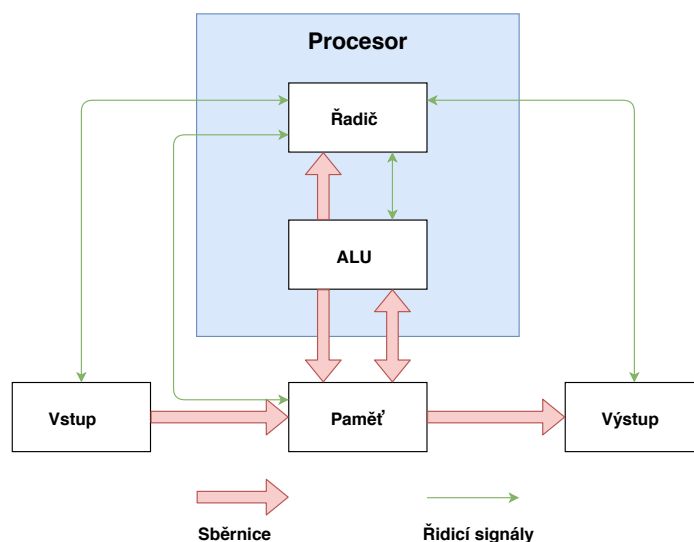 Procesor
Řadič
ALU
Vstup
Paměť
Výstup
Sběrnice
Řidicí signály